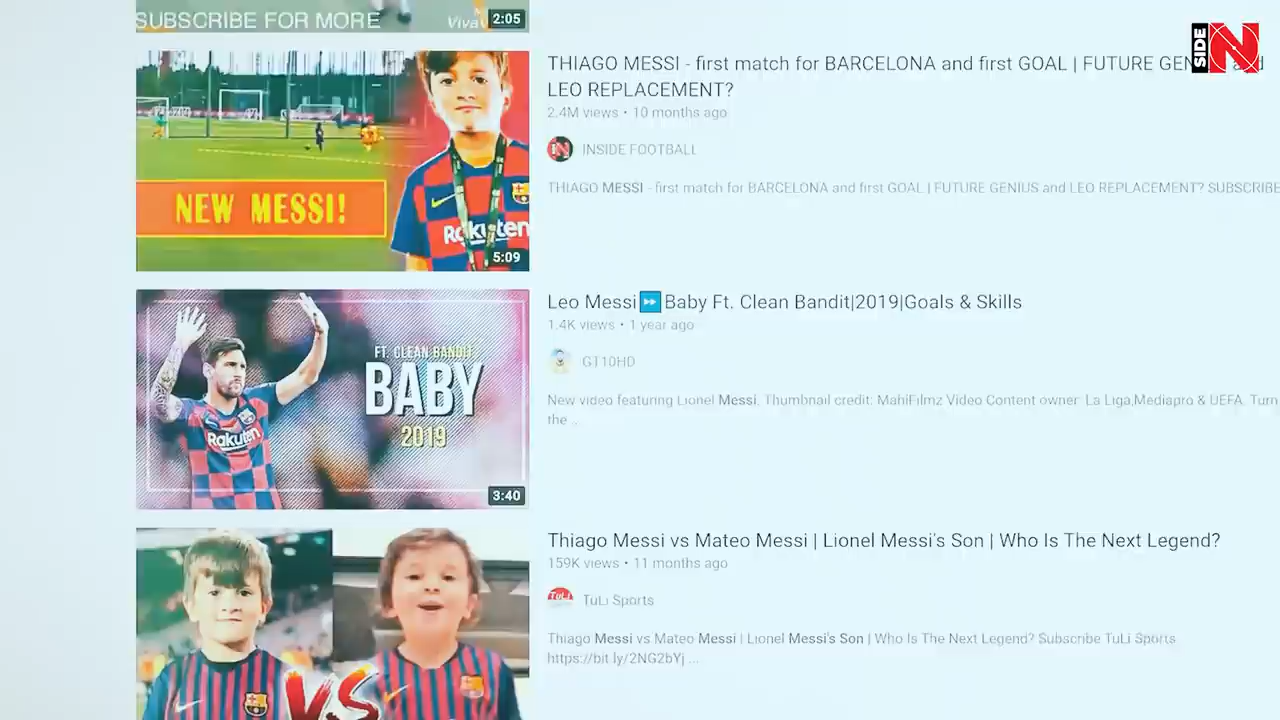 SUBSCRIBE FOR MORE
2:05
SIDE N
THIAGO MESSI - first match for BARCELONA and first GOAL | FUTURE
LEO REPLACEMENT?
2.4M views • 10 months ago
INSIDE FOOTBALL
THIAGO MESSI - first match for BARCELONA and first GOAL | FUTURE GENIUS and LEO REPLACEMENT? SUBSCRIBE
NEW MESSI!
Rakuten
5:09
Leo Messi⏩Baby Ft. Clean Bandit|2019|Goals & Skills
1.4K views • 1 year ago
GT10HD
New video featuring Lionel Messi. Thumbnail credit: MahiFilmz Video Content owner: La Liga,Mediapro & UEFA. Turn
the ...
FT. CLEAN BANDIT
BABY
2019
Rakuten
3:40
Thiago Messi vs Mateo Messi | Lionel Messi's Son | Who Is The Next Legend?
159K views • 11 months ago
TuLi Sports
Thiago Messi vs Mateo Messi | Lionel Messi's Son | Who Is The Next Legend? Subscribe TuLi Sports
https://bit.ly/2NG2bYj ...
VS